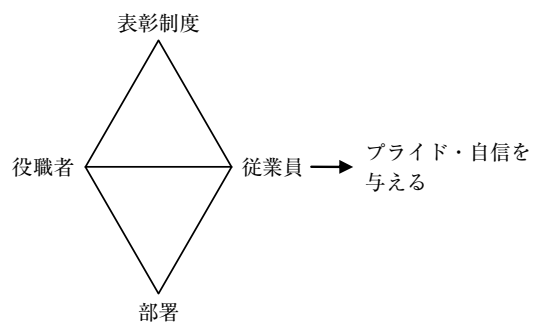 表彰制度
役職者
従業員
プライド・自信を
与える
部署